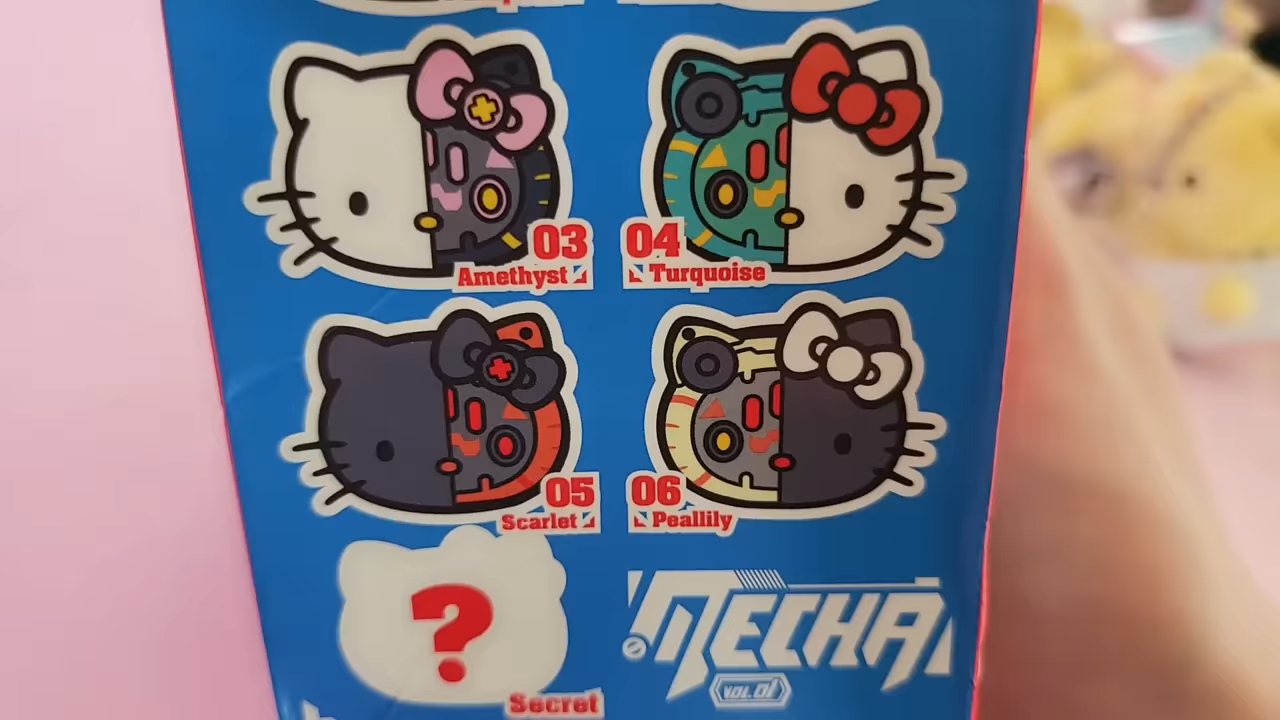 03
Amethyst
04
Turquoise
05
Scarlet
06
Peallily
?
Secret
MECHA
VOL.01